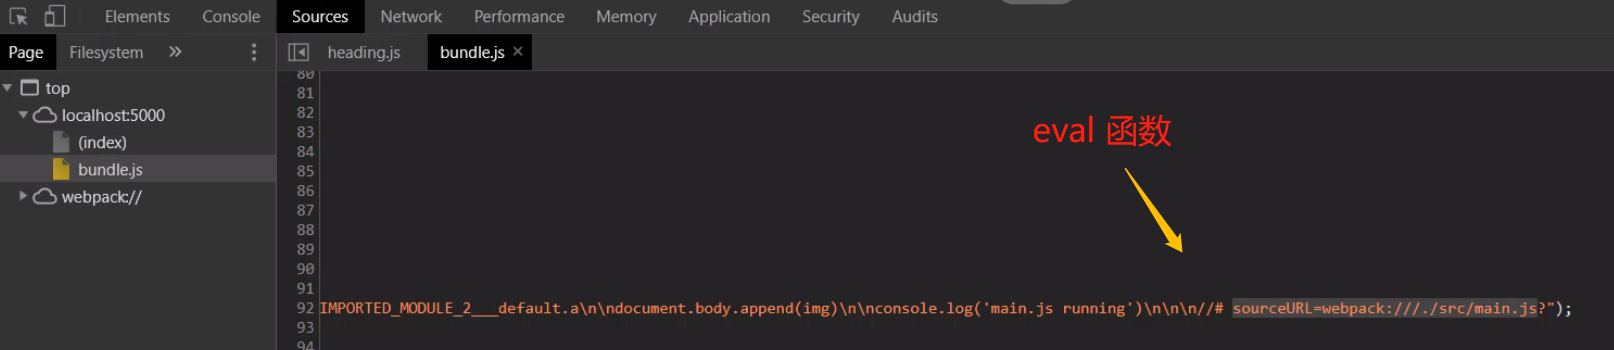 Elements Console Sources Network Performance Memory Application Security Audits
Page Filesystem » heading.js bundle.js ×
top
localhost:5000
(index)
bundle.js
webpack://
80
81
82
83
84
85
86
87
88
89
90
91
92 IMPORTED_MODULE_2___default.a\n\ndocument.body.append(img)\n\nconsole.log('main.js running')\n\n\n//# sourceURL=webpack:///./src/main.js?");
93
94
eval 函数